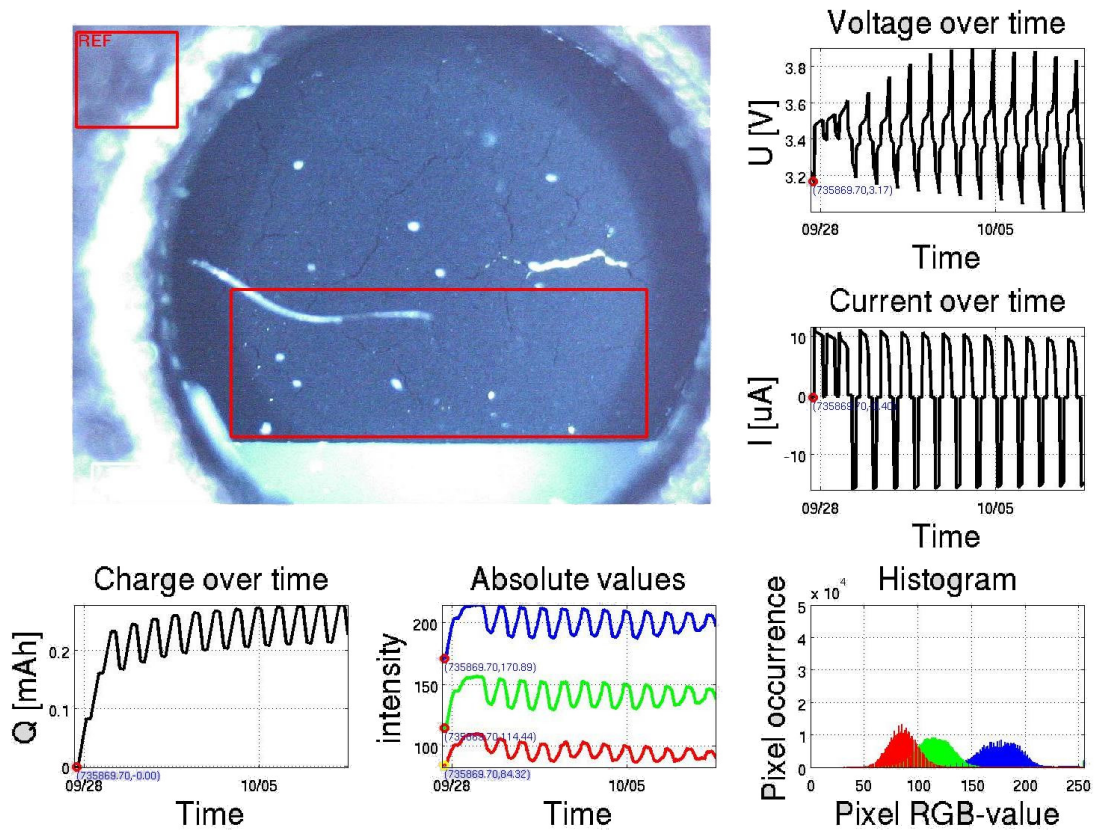 REF
Voltage over time
U [V]
3.8
3.6
3.4
3.2
(735869.70,3.17)
09/28
10/05
Time
Current over time
I [uA]
10
0
-10
09/28
10/05
Time
Charge over time
Q [mAh]
0.2
0.1
0
(735869.70,-0.00)
09/28
10/05
Time
Absolute values
intensity
200
150
100
(735869.70,170.89)
(735869.70,114.44)
(735869.70,84.32)
09/28
10/05
Time
Histogram
x 10
4
Pixel occurrence
5
4
3
2
1
0
0
50
100
150
200
250
Pixel RGB-value